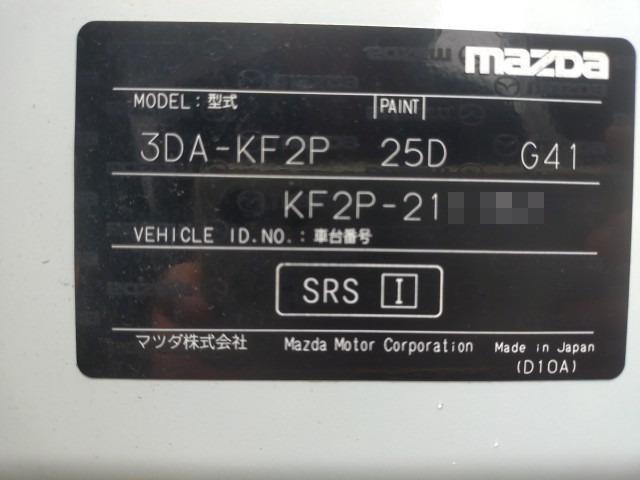 mazda
MODEL:型式 PAINT
3DA-KF2P 25D G41
KF2P-21
VEHICLE ID.NO.:車台番号
SRS I
マツダ株式会社 Mazda Motor Corporation Made in Japan
(D10A)